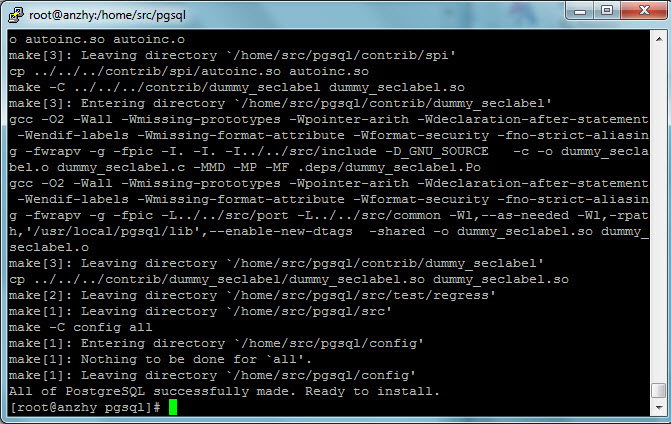 root@anzhy:/home/src/pgsql
o autoinc.so autoinc.o
make[3]: Leaving directory `/home/src/pgsql/contrib/spi'
cp ../../../contrib/spi/autoinc.so autoinc.so
make -C ../../../contrib/dummy_seclabel dummy_seclabel.so
make[3]: Entering directory `/home/src/pgsql/contrib/dummy_seclabel'
gcc -O2 -Wall -Wmissing-prototypes -Wpointer-arith -Wdeclaration-after-statement
 -Wendif-labels -Wmissing-format-attribute -Wformat-security -fno-strict-aliasin
g -fwrapv -g -fpic -I. -I. -I../../src/include -D_GNU_SOURCE   -c -o dummy_secla
bel.o dummy_seclabel.c -MMD -MP -MF .deps/dummy_seclabel.Po
gcc -O2 -Wall -Wmissing-prototypes -Wpointer-arith -Wdeclaration-after-statement
 -Wendif-labels -Wmissing-format-attribute -Wformat-security -fno-strict-aliasin
g -fwrapv -g -fpic -L../../src/port -L../../src/common -Wl,--as-needed -Wl,-rpat
h,'/usr/local/pgsql/lib',--enable-new-dtags  -shared -o dummy_seclabel.so dummy_
seclabel.o
make[3]: Leaving directory `/home/src/pgsql/contrib/dummy_seclabel'
cp ../../../contrib/dummy_seclabel/dummy_seclabel.so dummy_seclabel.so
make[2]: Leaving directory `/home/src/pgsql/src/test/regress'
make[1]: Leaving directory `/home/src/pgsql/src'
make -C config all
make[1]: Entering directory `/home/src/pgsql/config'
make[1]: Nothing to be done for `all'.
make[1]: Leaving directory `/home/src/pgsql/config'
All of PostgreSQL successfully made. Ready to install.
[root@anzhy pgsql]#